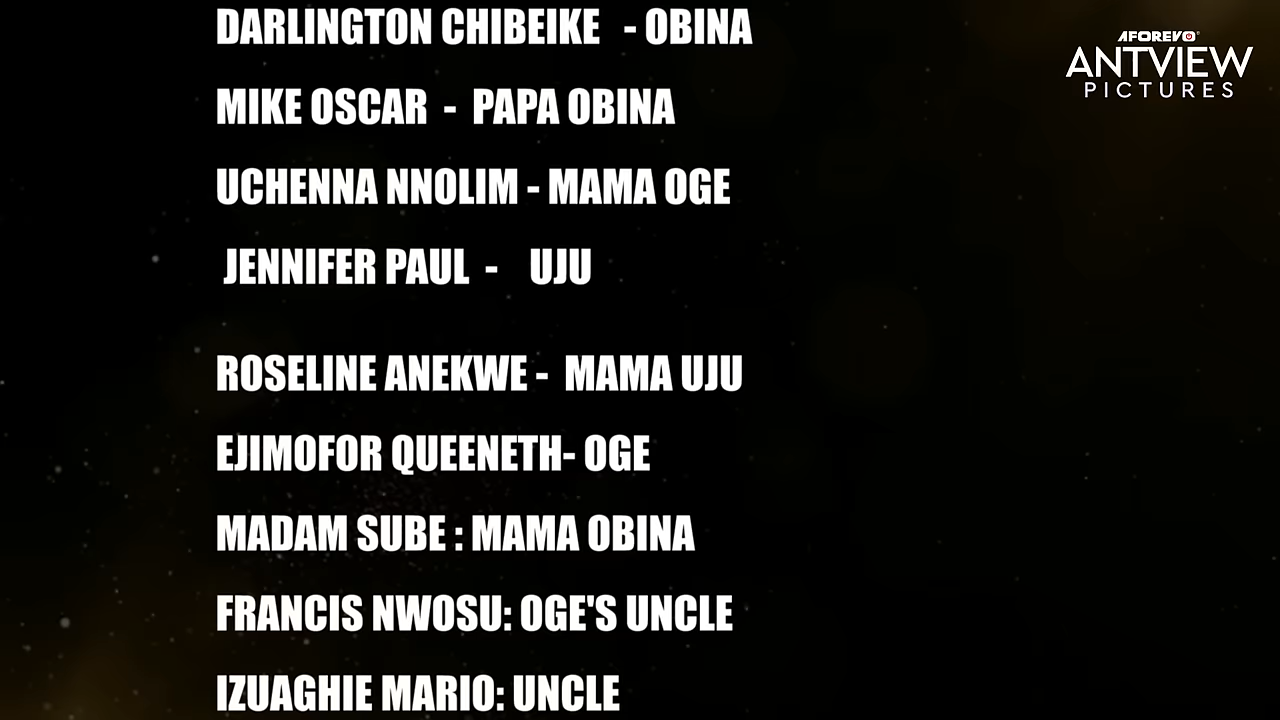 DARLINGTON CHIBEIKE - OBINA
AFOREVO
ANTVIEW
PICTURES
MIKE OSCAR - PAPA OBINA
UCHENNA NNOLIM - MAMA OGE
JENNIFER PAUL - UJU
ROSELINE ANEKWE - MAMA UJU
EJIMOFOR QUEENETH- OGE
MADAM SUBE : MAMA OBINA
FRANCIS NWOSU: OGE'S UNCLE
IZUAGHIE MARIO: UNCLE